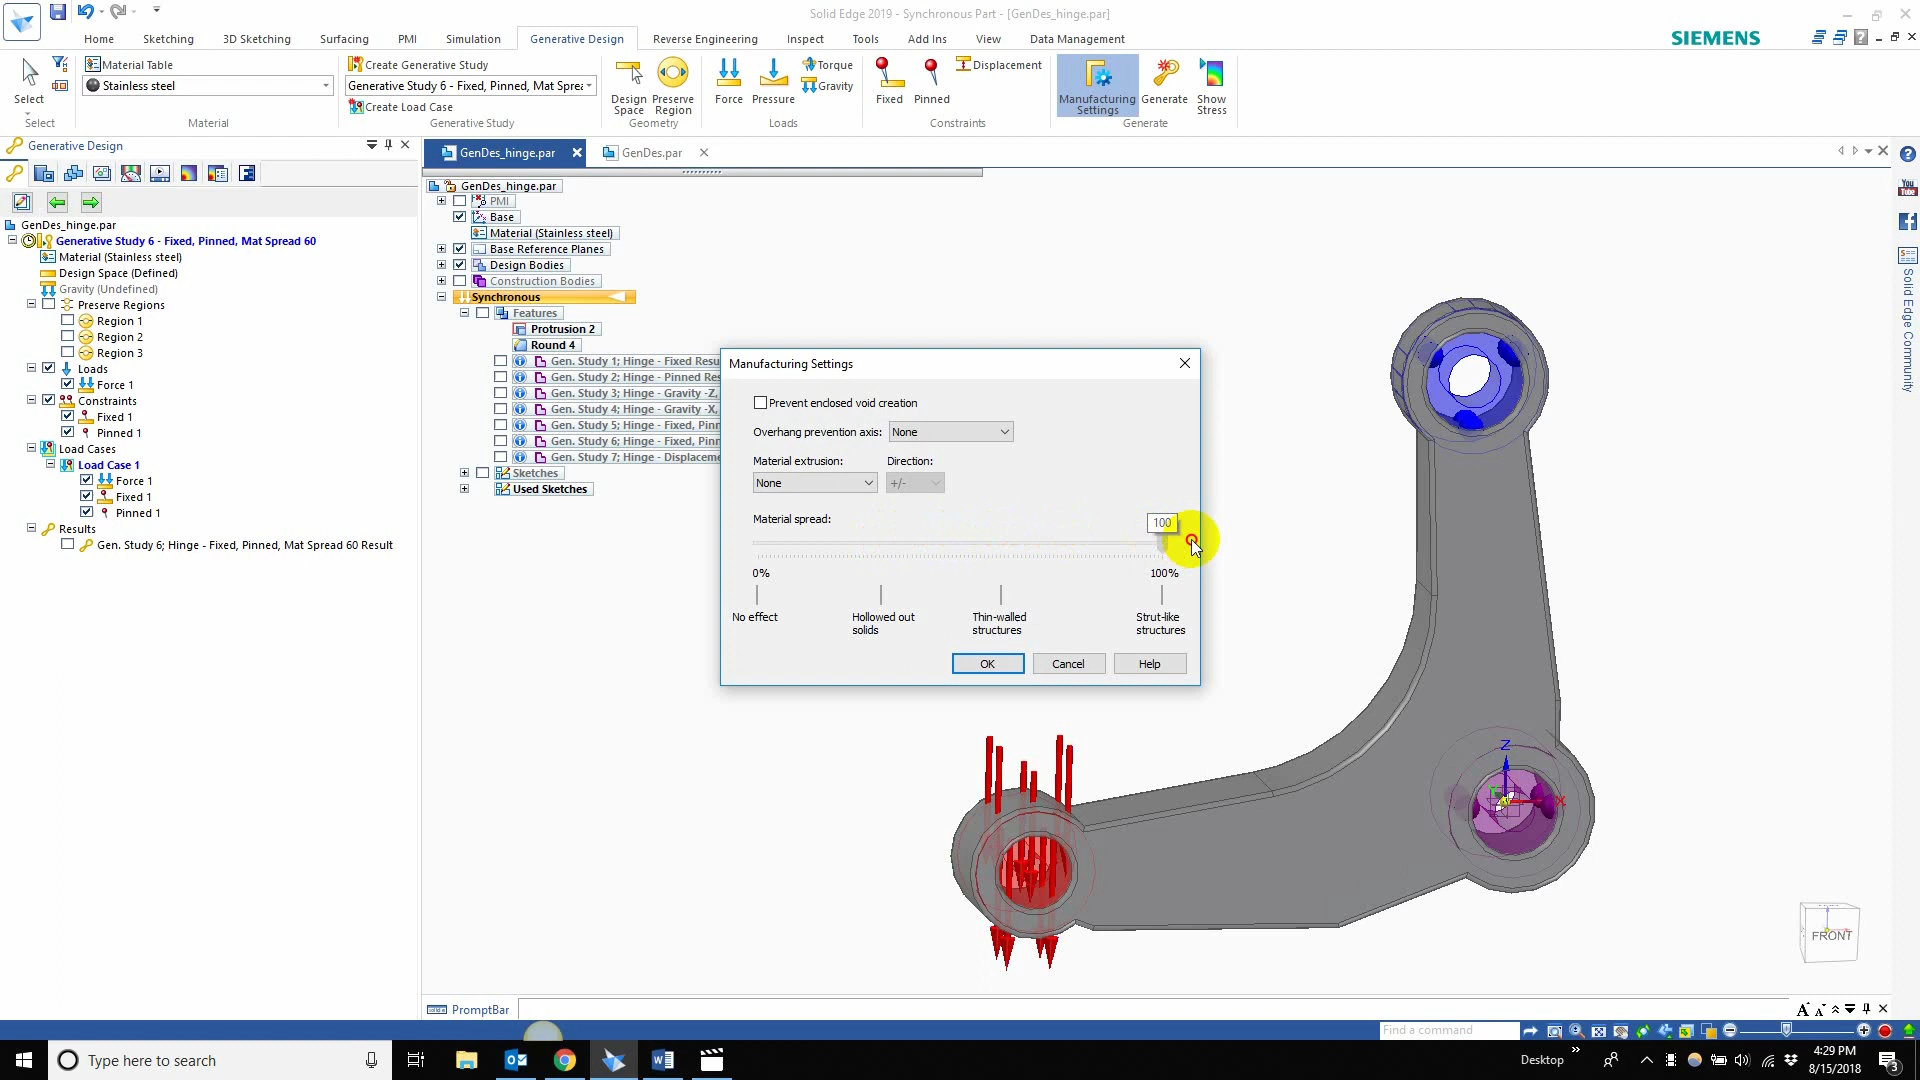 Solid Edge 2019 - Synchronous Part - [GenDes_hinge.par]
Home Sketching 3D Sketching Surfacing PMI Simulation Generative Design Reverse Engineering Inspect Tools Add Ins View Data Management
SIEMENS
Select
Select
Material Table
Stainless steel
Material
Create Generative Study
Generative Study 6 - Fixed, Pinned, Mat Sprea
Create Load Case
Generative Study
Design Space
Preserve Region
Geometry
Force
Pressure
Torque
Gravity
Loads
Fixed
Pinned
Displacement
Constraints
Manufacturing Settings
Generate
Show Stress
Generate
Generative Design
GenDes_hinge.par
Generative Study 6 - Fixed, Pinned, Mat Spread 60
Material (Stainless steel)
Design Space (Defined)
Gravity (Undefined)
Preserve Regions
Region 1
Region 2
Region 3
Loads
Force 1
Constraints
Fixed 1
Pinned 1
Load Cases
Load Case 1
Force 1
Fixed 1
Pinned 1
Results
Gen. Study 6; Hinge - Fixed, Pinned, Mat Spread 60 Result
GenDes_hinge.par
GenDes.par
GenDes_hinge.par
PMI
Base
Material (Stainless steel)
Base Reference Planes
Design Bodies
Construction Bodies
Synchronous
Features
Protrusion 2
Round 4
Gen. Study 1; Hinge - Fixed Resu
Gen. Study 2; Hinge - Pinned Res
Gen. Study 3; Hinge - Gravity -Z,
Gen. Study 4; Hinge - Gravity -X,
Gen. Study 5; Hinge - Fixed, Pinn
Gen. Study 6; Hinge - Fixed, Pinn
Gen. Study 7; Hinge - Displaceme
Sketches
Used Sketches
Manufacturing Settings
Prevent enclosed void creation
Overhang prevention axis: None
Material extrusion: Direction:
None +/-
Material spread:
100
0% 100%
No effect
Hollowed out solids
Thin-walled structures
Strut-like structures
OK Cancel Help
Z
Y
X
FRONT
You Tube
Solid Edge Community
PromptBar
Find a command
Type here to search
Desktop
4:29 PM
8/15/2018
3